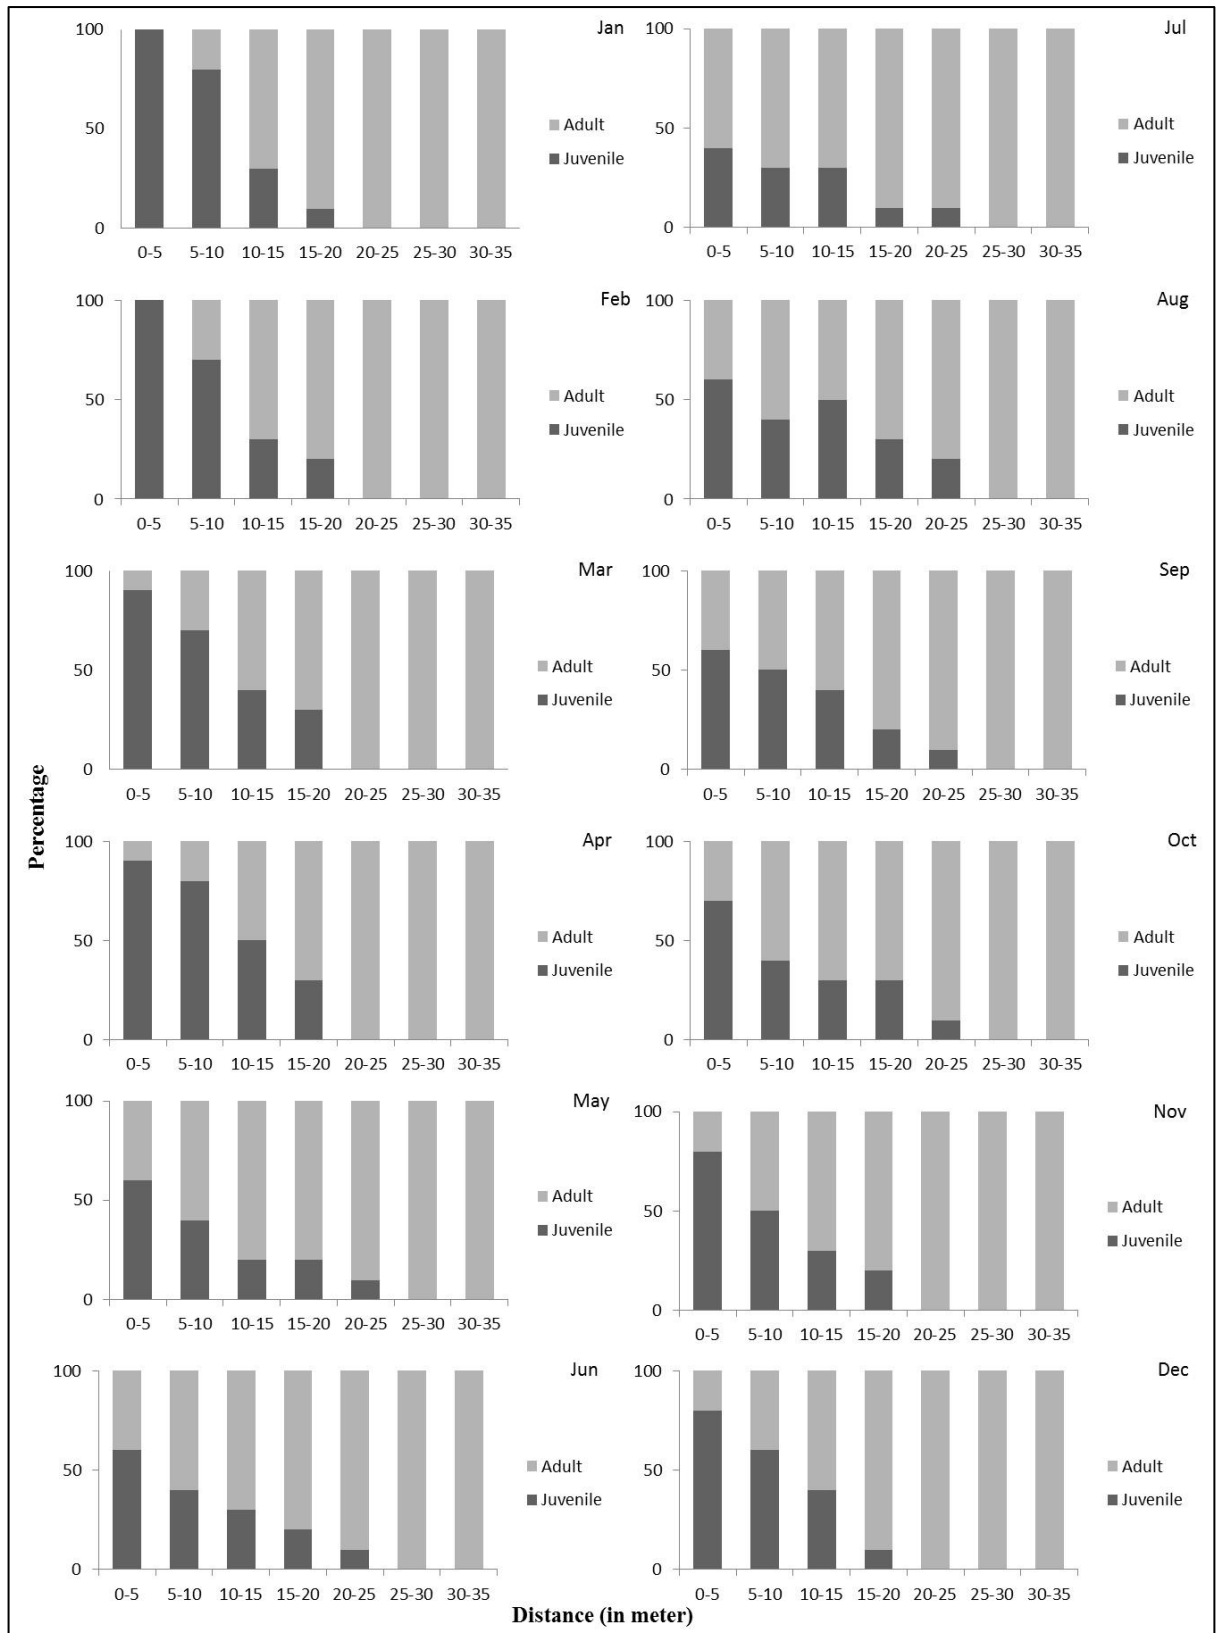 100 Jan
50
Adult
Juvenile
0
0-5 5-10 10-15 15-20 20-25 25-30 30-35
100 Jul
50
Adult
Juvenile
0
0-5 5-10 10-15 15-20 20-25 25-30 30-35
100 Feb
50
Adult
Juvenile
0
0-5 5-10 10-15 15-20 20-25 25-30 30-35
100 Aug
50
Adult
Juvenile
0
0-5 5-10 10-15 15-20 20-25 25-30 30-35
100 Mar
50
Adult
Juvenile
0
0-5 5-10 10-15 15-20 20-25 25-30 30-35
100 Sep
50
Adult
Juvenile
0
0-5 5-10 10-15 15-20 20-25 25-30 30-35
Percentage
100 Apr
50
Adult
Juvenile
0
0-5 5-10 10-15 15-20 20-25 25-30 30-35
100 Oct
50
Adult
Juvenile
0
0-5 5-10 10-15 15-20 20-25 25-30 30-35
100 May
50
Adult
Juvenile
0
0-5 5-10 10-15 15-20 20-25 25-30 30-35
100 Nov
50
Adult
Juvenile
0
0-5 5-10 10-15 15-20 20-25 25-30 30-35
100 Jun
50
Adult
Juvenile
0
0-5 5-10 10-15 15-20 20-25 25-30 30-35
100 Dec
50
Adult
Juvenile
0
0-5 5-10 10-15 15-20 20-25 25-30 30-35
Distance (in meter)